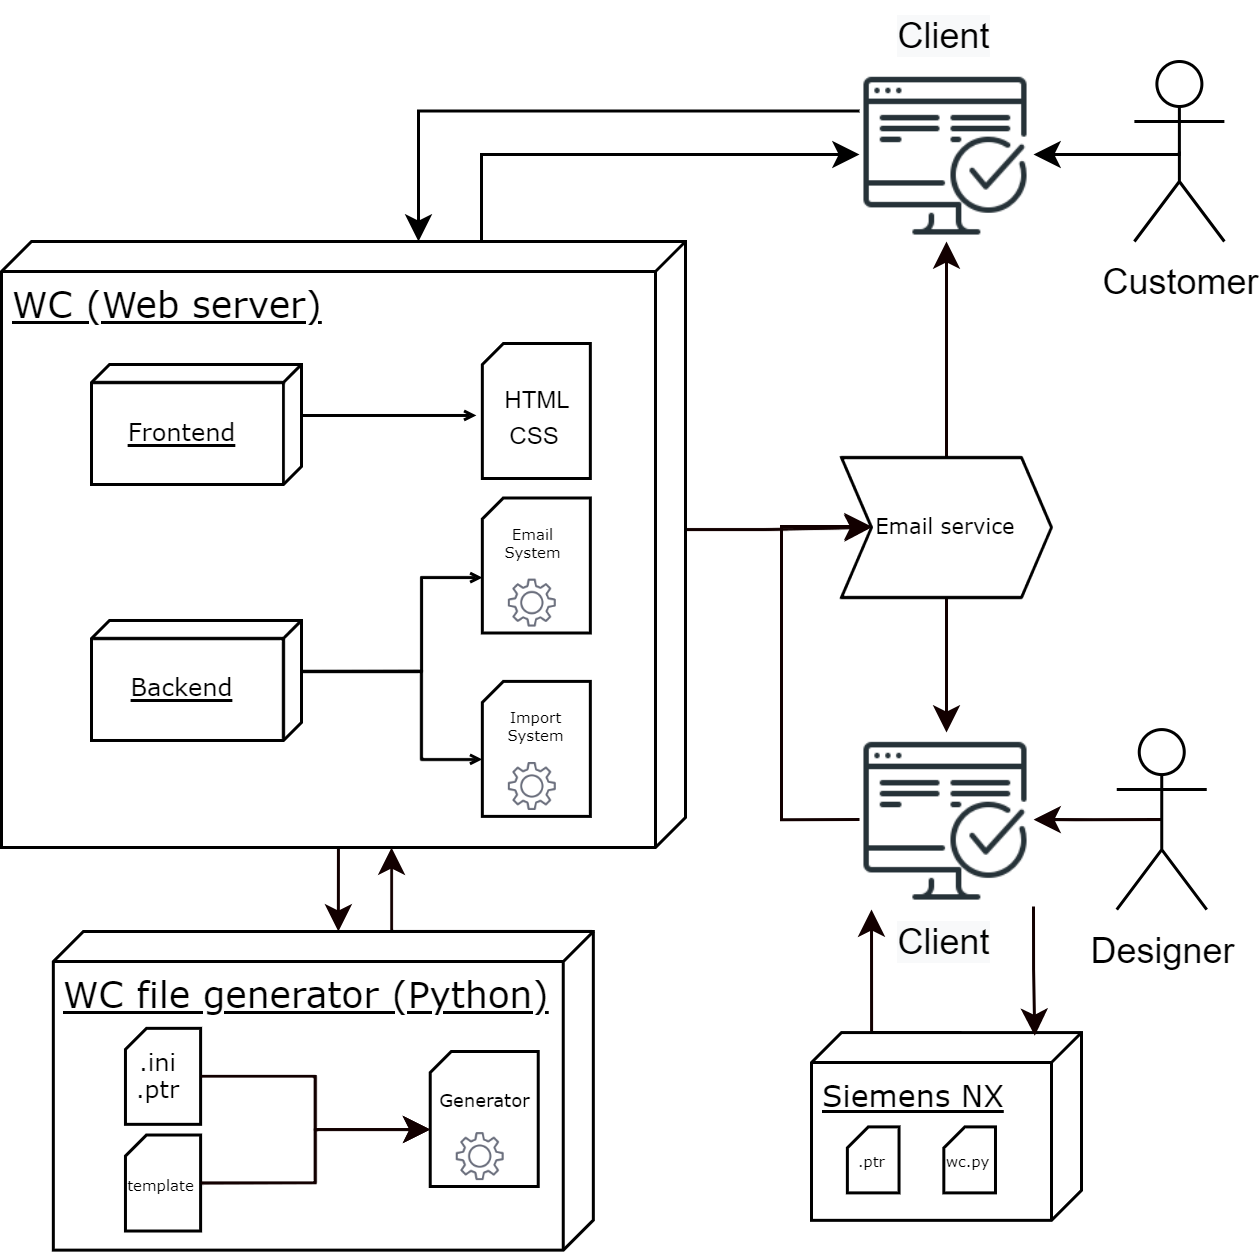 Client
Customer
WC (Web server)
Frontend
HTML
CSS
Email
System
Email service
Backend
Import
System
Client
Designer
WC file generator (Python)
.ini
.ptr
Generator
template
Siemens NX
.ptr
wc.py